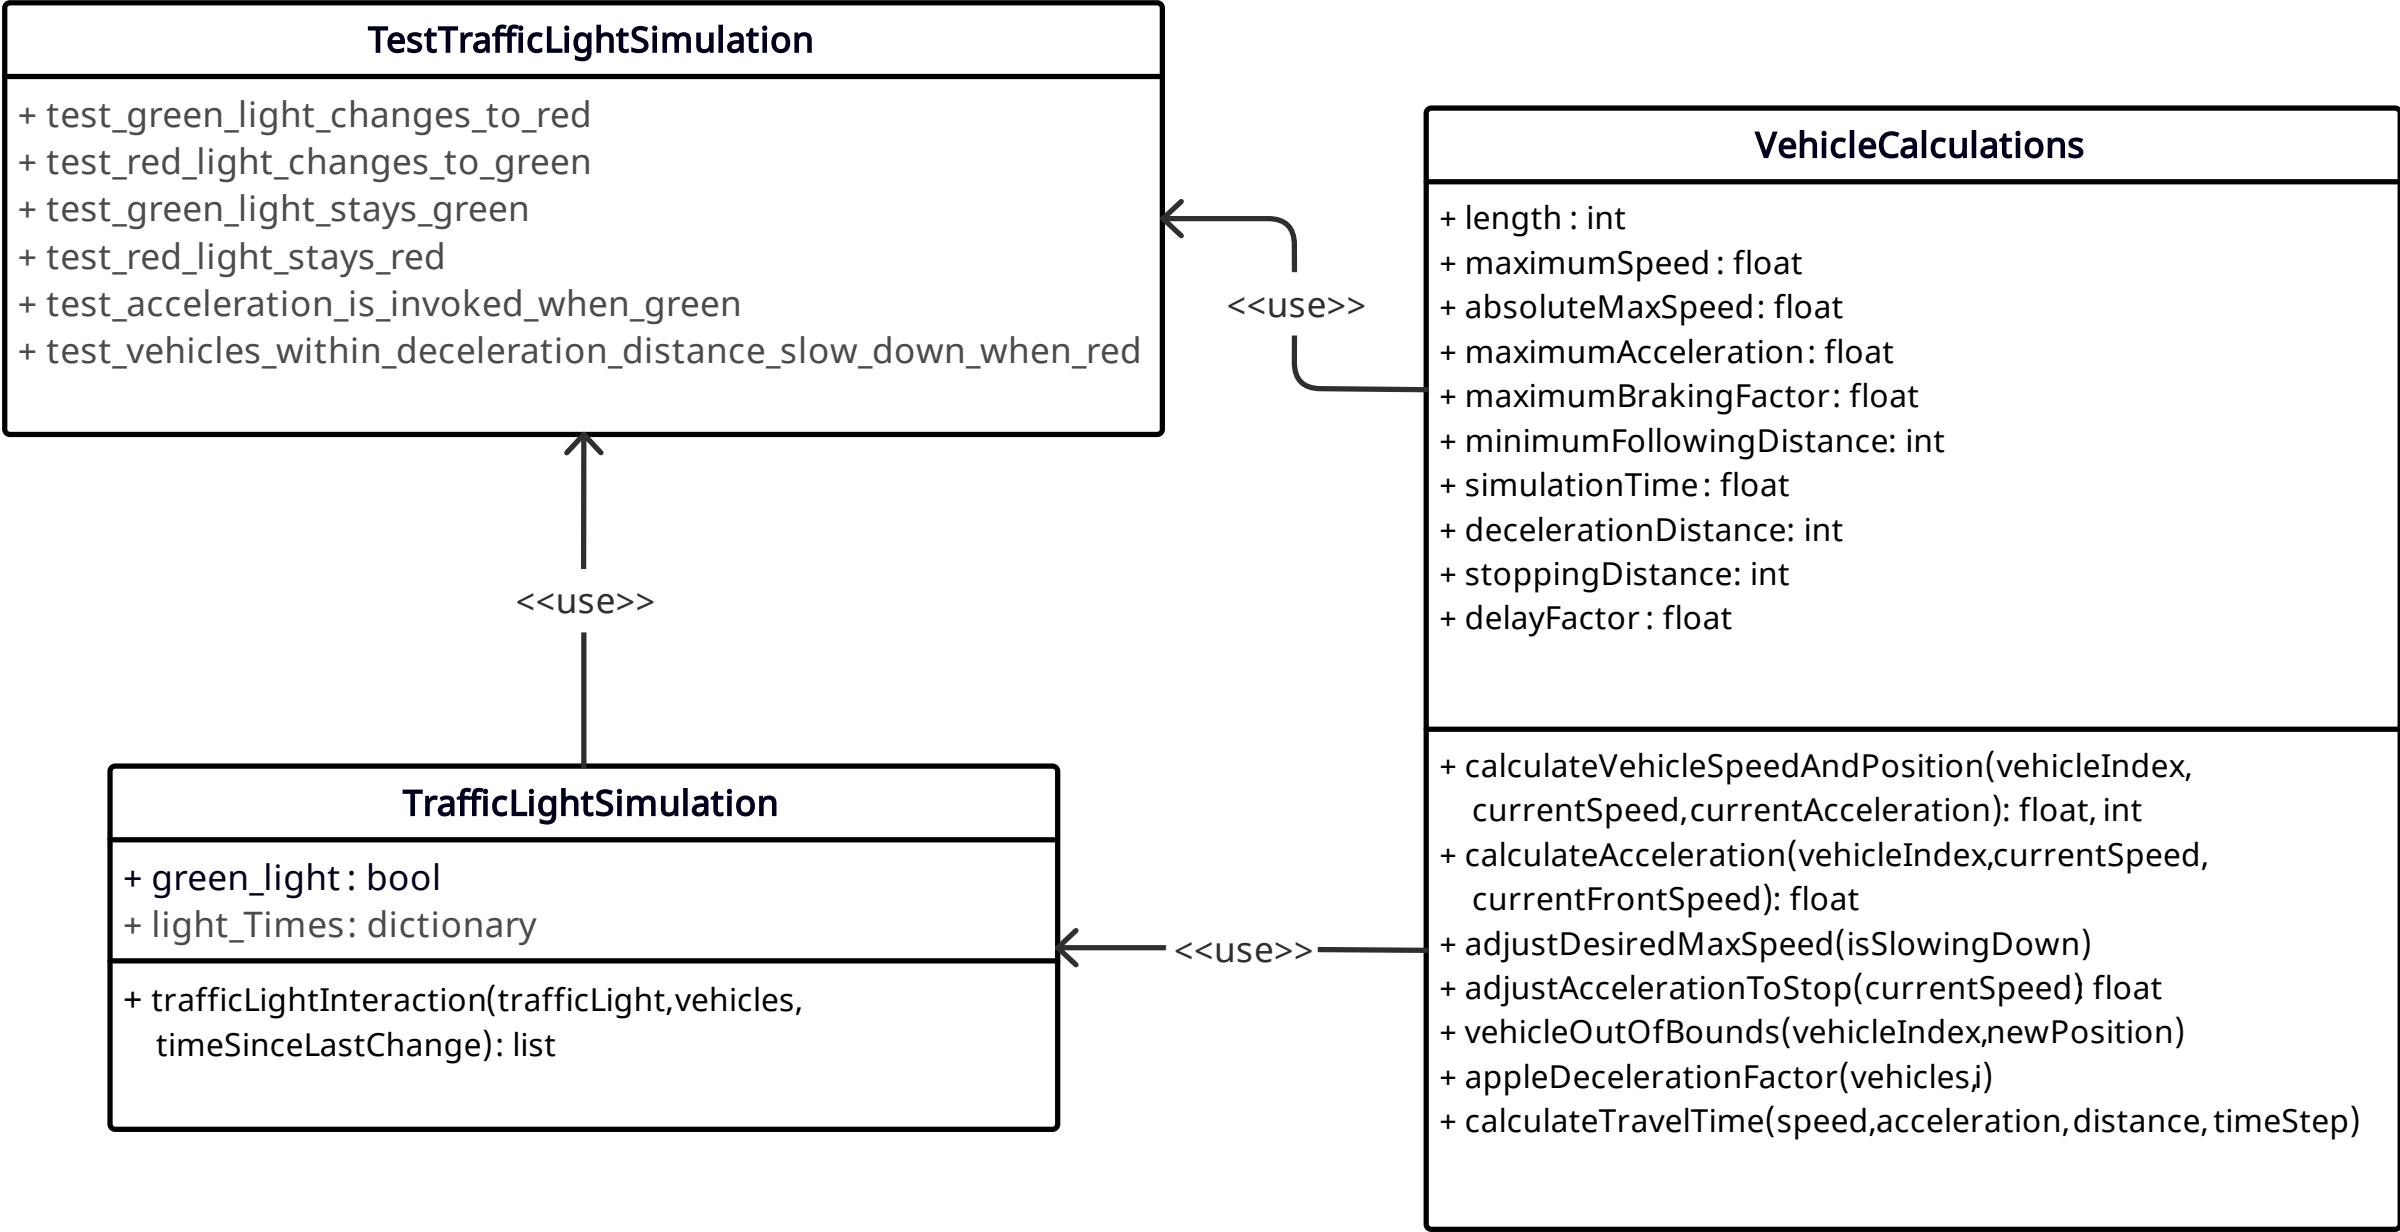 TestTrafficLightSimulation
+ test_green_light_changes_to_red
+ test_red_light_changes_to_green
+ test_green_light_stays_green
+ test_red_light_stays_red
+ test_acceleration_is_invoked_when_green
+ test_vehicles_within_deceleration_distance_slow_down_when_red
<<use>>
<<use>>
TrafficLightSimulation
+ green_light : bool
+ light_Times: dictionary
+ trafficLightInteraction(trafficLight,vehicles,
timeSinceLastChange): list
<<use>>
VehicleCalculations
+ length : int
+ maximumSpeed : float
+ absoluteMaxSpeed: float
+ maximumAcceleration: float
+ maximumBrakingFactor: float
+ minimumFollowingDistance: int
+ simulationTime: float
+ decelerationDistance: int
+ stoppingDistance: int
+ delayFactor : float
+ calculateVehicleSpeedAndPosition(vehicleIndex,
currentSpeed,currentAcceleration): float, int
+ calculateAcceleration(vehicleIndex,currentSpeed,
currentFrontSpeed): float
+ adjustDesiredMaxSpeed(isSlowingDown)
+ adjustAccelerationToStop(currentSpeed): float
+ vehicleOutOfBounds(vehicleIndex,newPosition)
+ appleDecelerationFactor(vehicles,i)
+ calculateTravelTime(speed,acceleration,distance, timeStep)